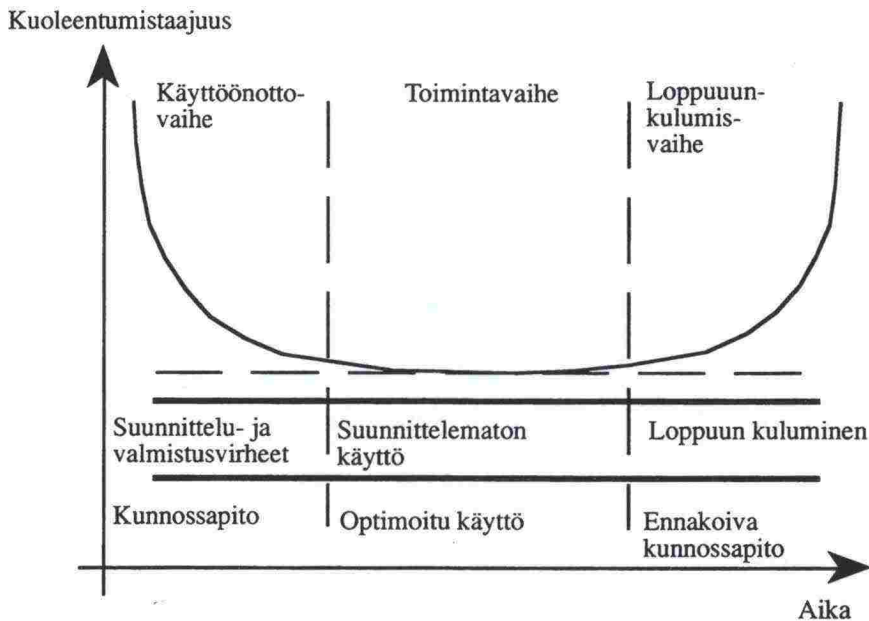 Kuoleentumistaajuus
Käyttöönotto-
vaihe
Toimintavaihe
Loppuuun-
kulumis-
vaihe
Suunnittelu- ja
valmistusvirheet
Suunnittelematon
käyttö
Loppuun kuluminen
Kunnossapito
Optimoitu käyttö
Ennakoiva
kunnossapito
Aika